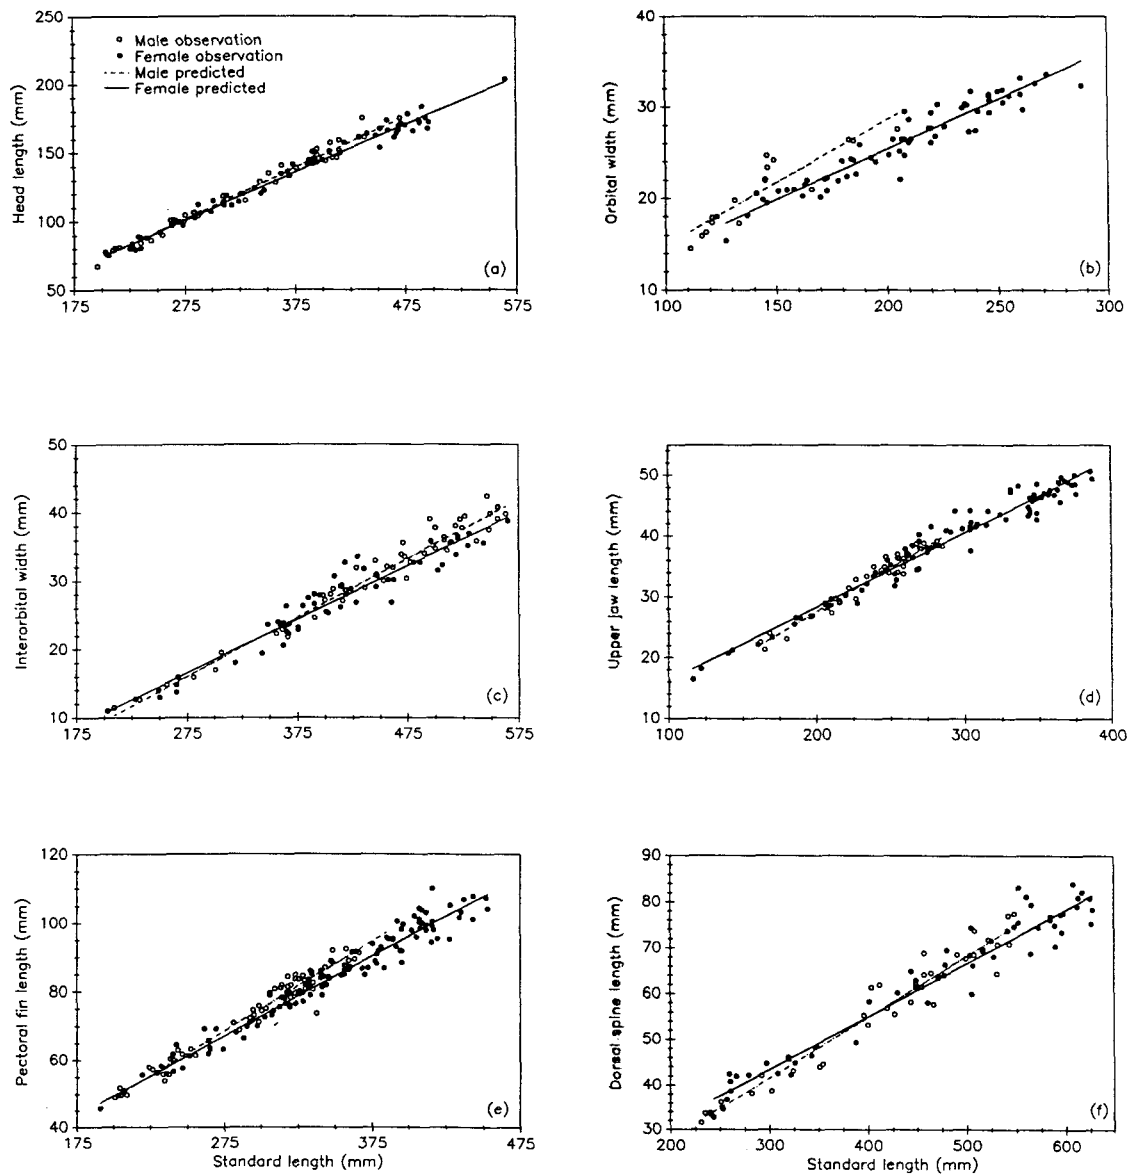 250
200
150
100
50
Head length (mm)
Male observation
Female observation
Male predicted
Female predicted
(a)
175 275 375 475 575
40
30
20
10
Orbital width (mm)
(b)
100 150 200 250 300
50
40
30
20
10
Interorbital width (mm)
(c)
175 275 375 475 575
50
40
30
20
10
Upper jaw length (mm)
(d)
100 200 300 400
120
100
80
60
40
Pectoral fin length (mm)
(e)
175 275 375 475
Standard length (mm)
90
80
70
60
50
40
30
Dorsal spine length (mm)
(f)
200 300 400 500 600
Standard length (mm)